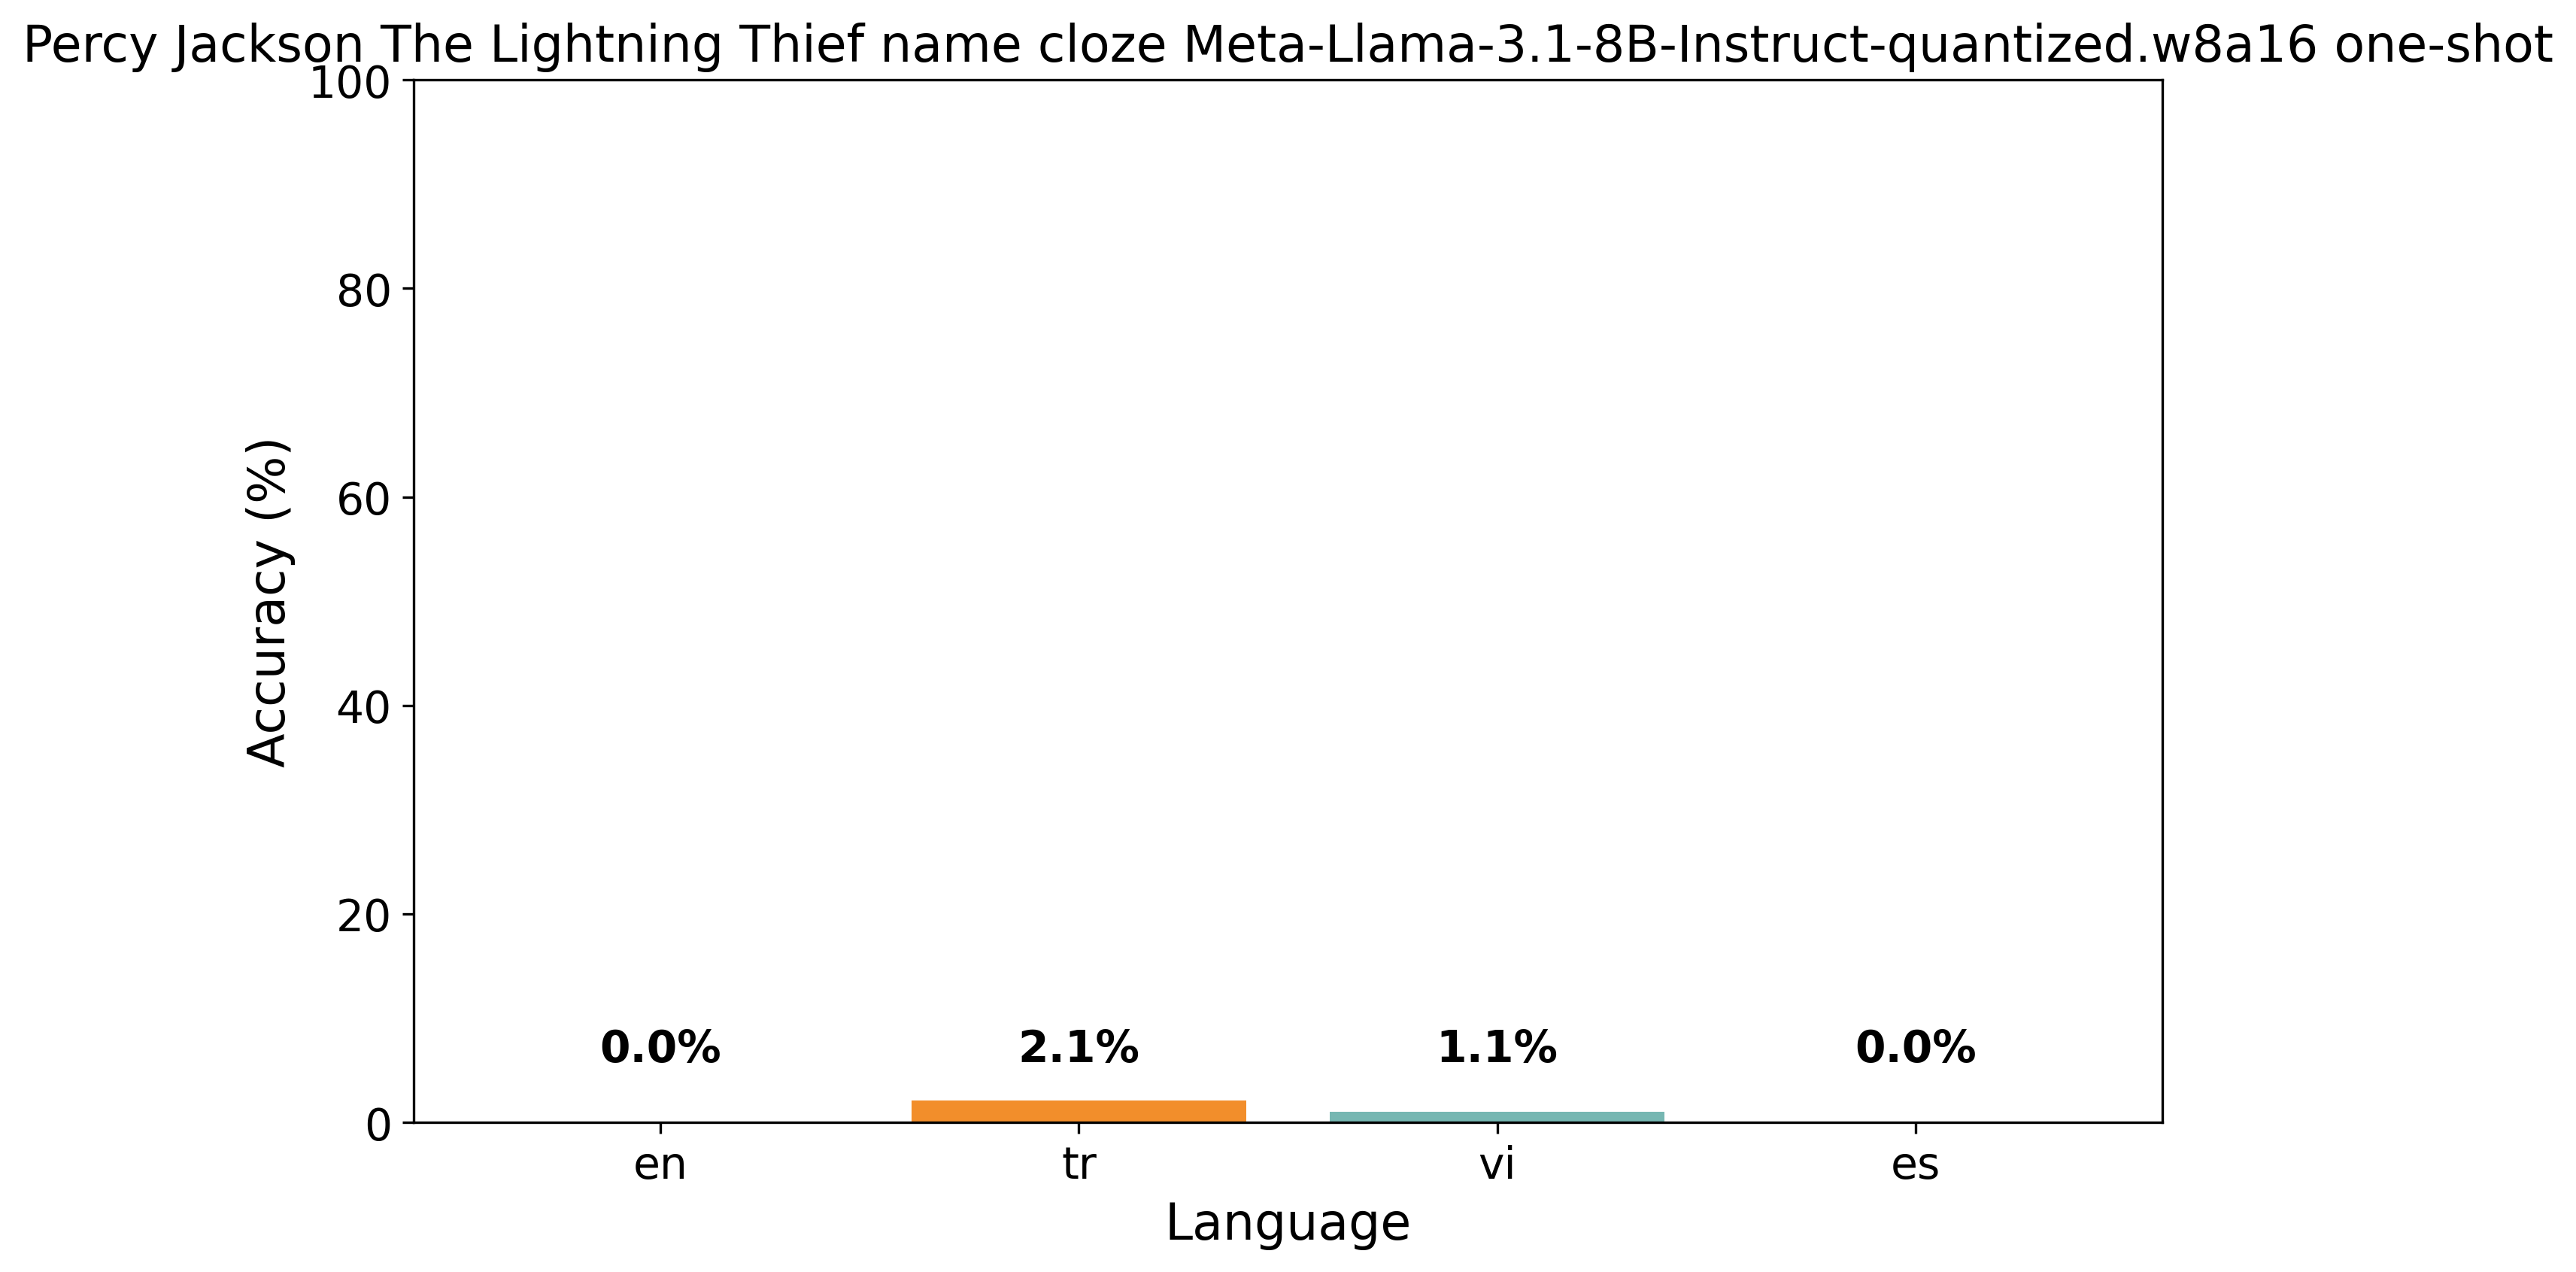 Percy Jackson The Lightning Thief name cloze Meta-Llama-3.1-8B-Instruct-quantized.w8a16 one-shot
100
80
60
40
20
0
Accuracy (%)
0.0%
2.1%
1.1%
0.0%
en
tr
vi
es
Language